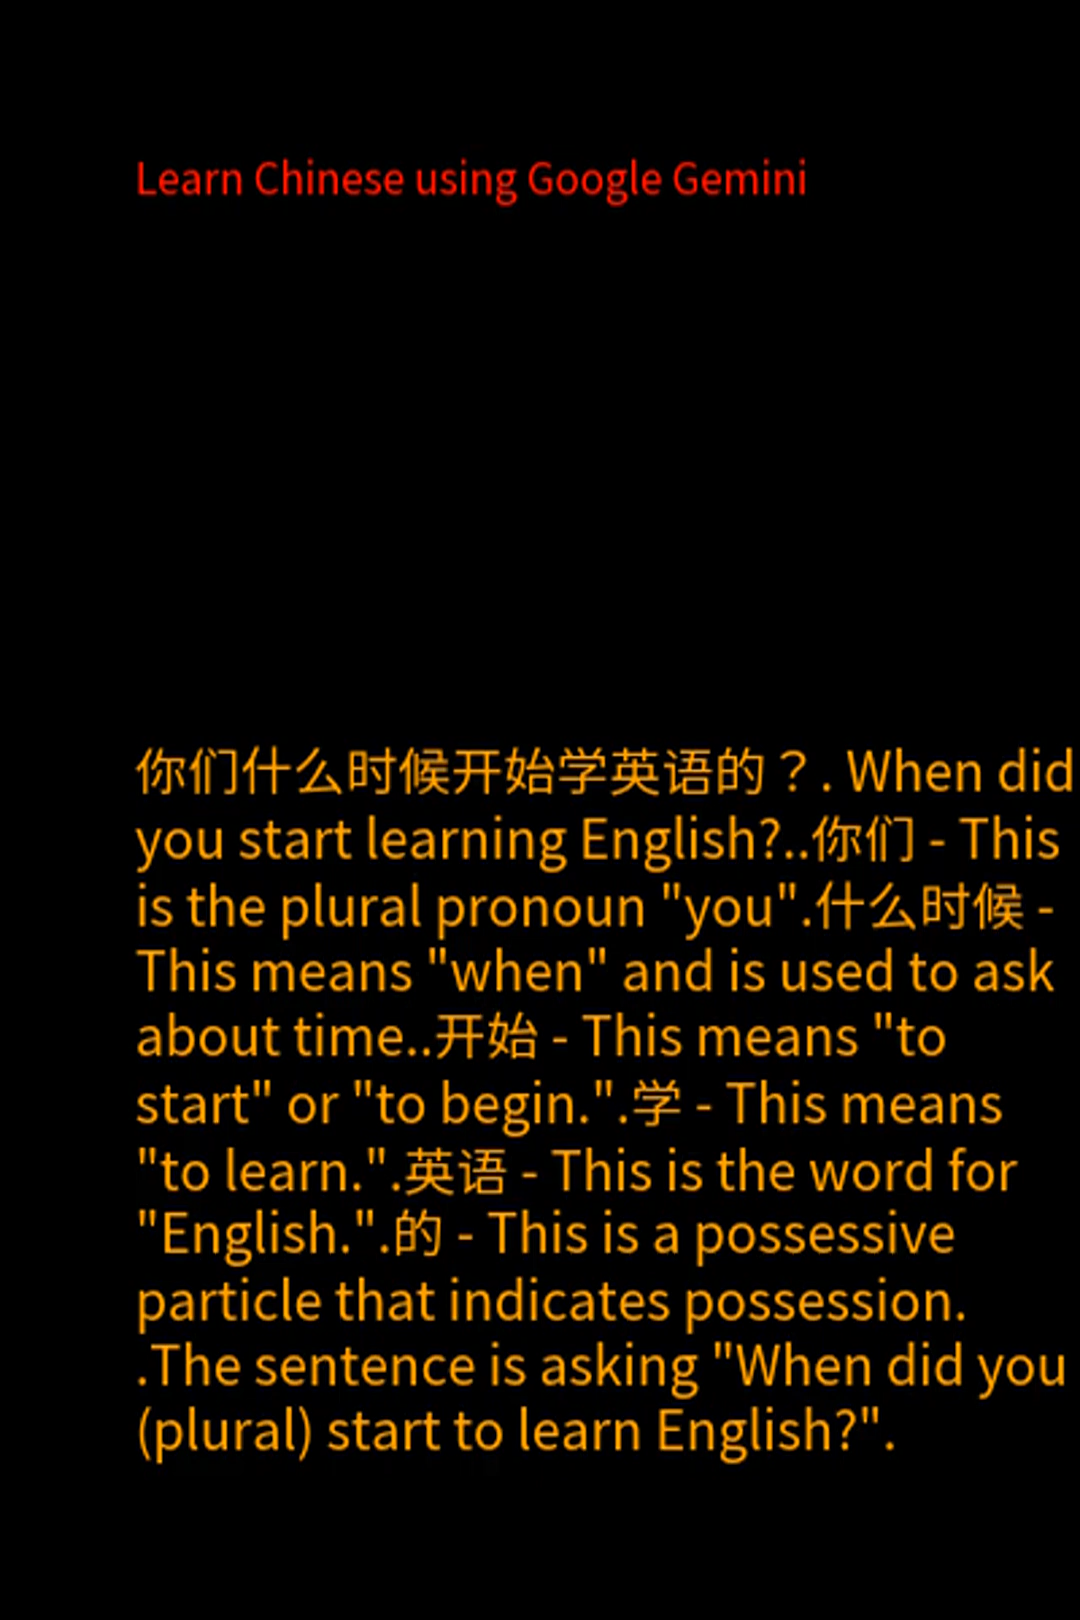 Learn Chinese using Google Gemini
你们什么时候开始学英语的？. When did
you start learning English?..你们 - This
is the plural pronoun "you".什么时候 -
This means "when" and is used to ask
about time..开始 - This means "to
start" or "to begin.".学 - This means
"to learn.".英语 - This is the word for
"English.".的 - This is a possessive
particle that indicates possession.
.The sentence is asking "When did you
(plural) start to learn English?".